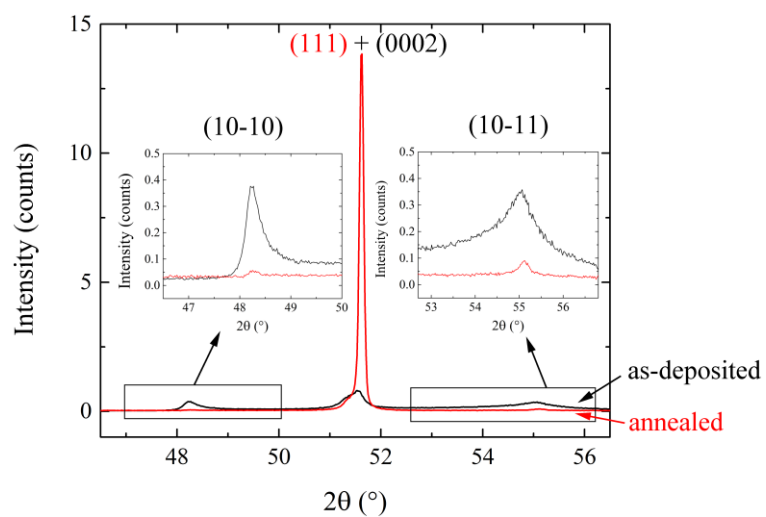 15
10
5
0
Intensity (counts)
(111) + (0002)
(10-10)
0.5
0.4
0.3
0.2
0.1
0.0
Intensity (counts)
47 48 49 50
2θ (°)
(10-11)
0.5
0.4
0.3
0.2
0.1
0.0
Intensity (counts)
53 54 55 56
2θ (°)
as-deposited
annealed
48 50 52 54 56
2θ (°)